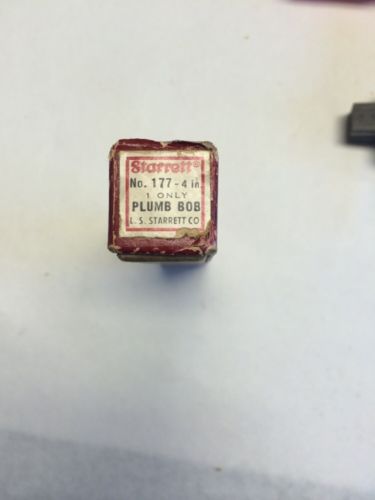 Starrett®
No. 177-4 in.
1 ONLY
PLUMB BOB
L. S. STARRETT CO